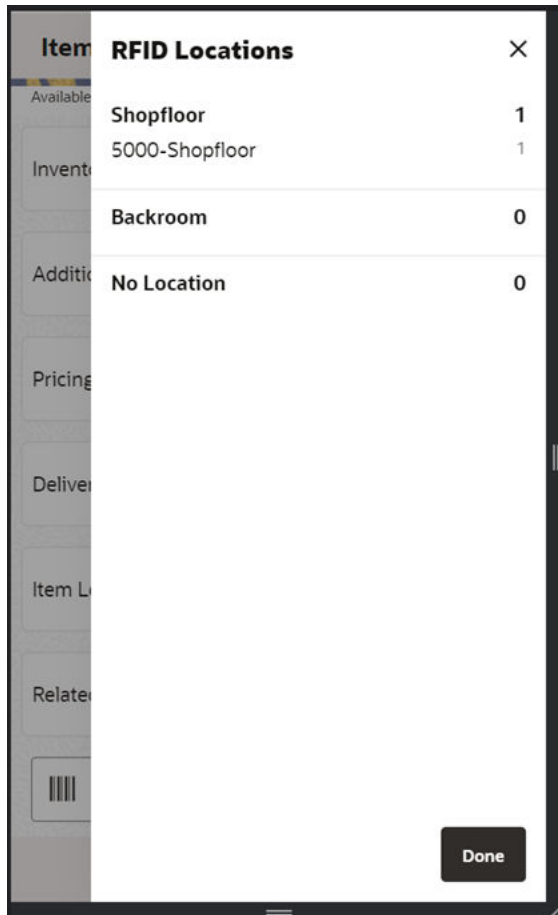 Item
RFID Locations
Available
Shopfloor 1
5000-Shopfloor 1
Invent
Backroom 0
Additio
No Location 0
Pricing
Deliver
Item L
Relate
Done